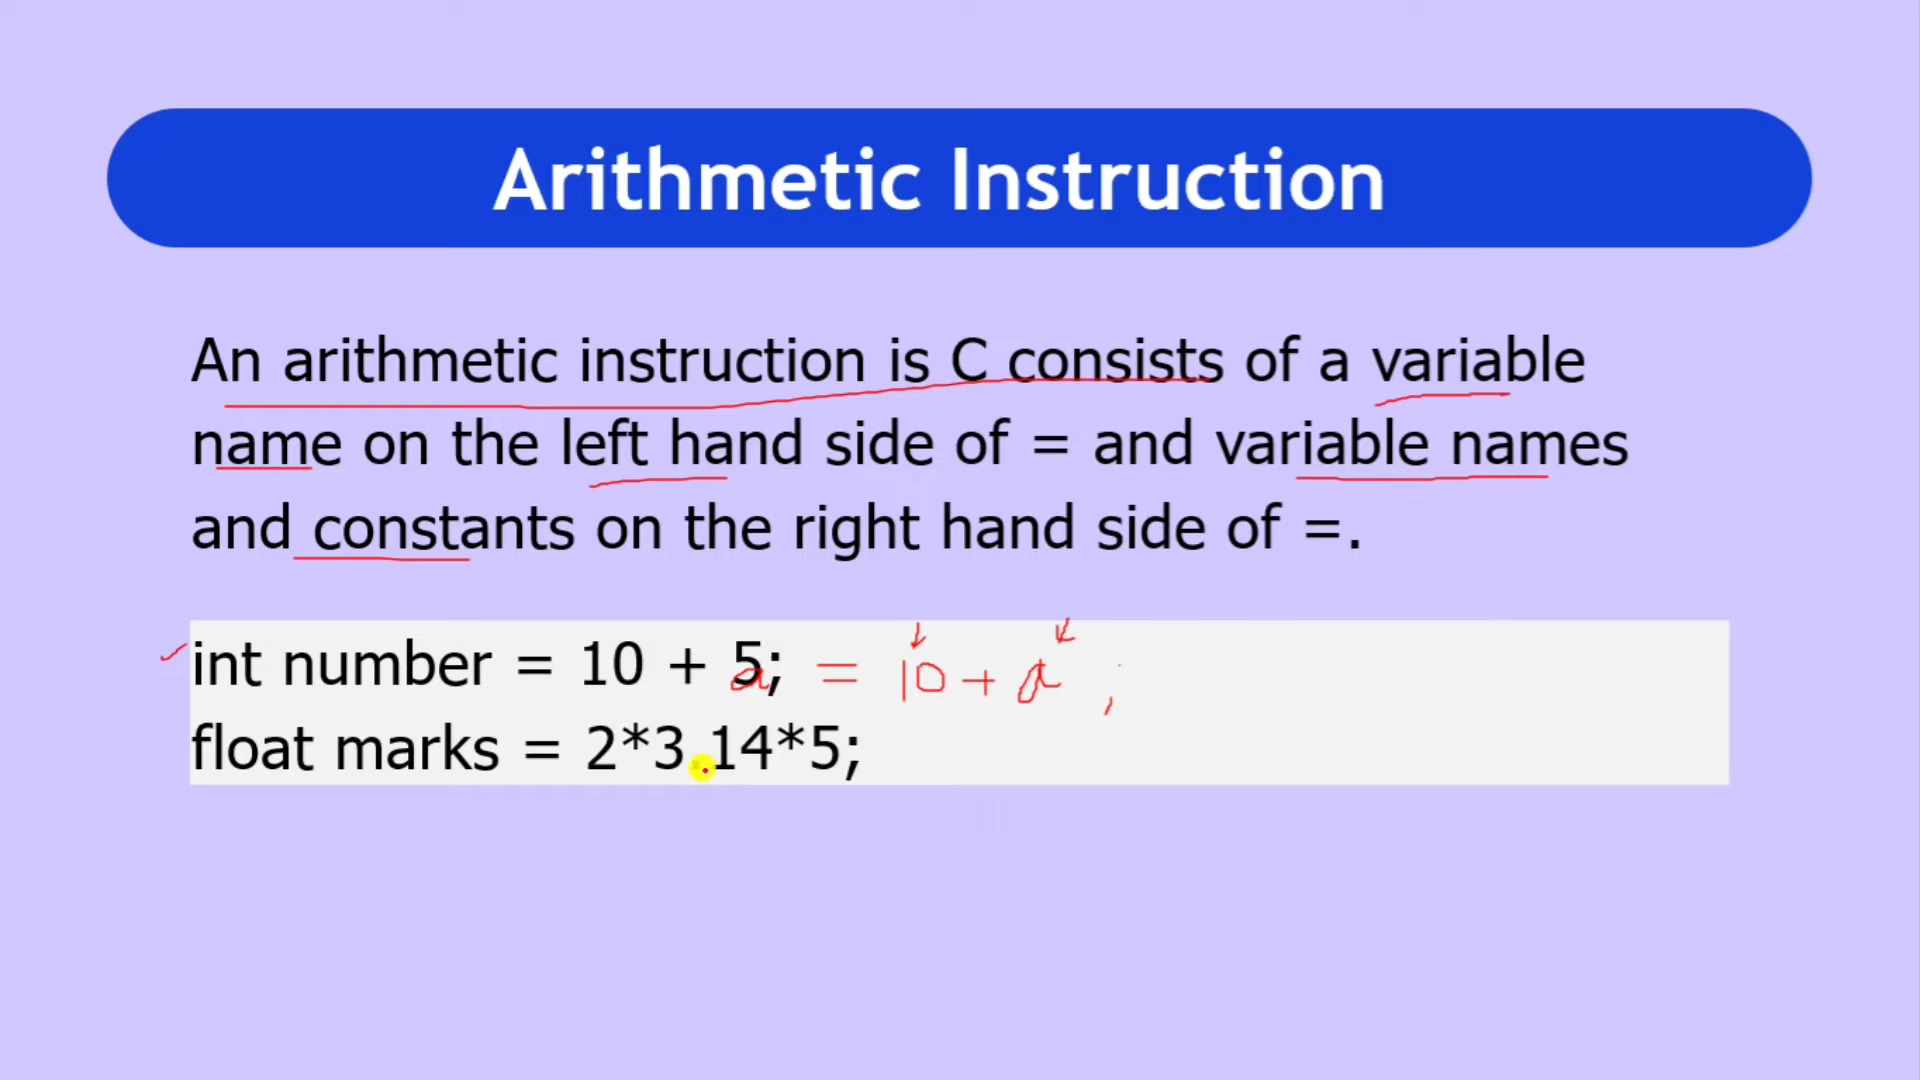 Arithmetic Instruction
An arithmetic instruction is C consists of a variable
name on the left hand side of = and variable names
and constants on the right hand side of =.
int number = 10 + 5; = 10 + a ;
float marks = 2*3.14*5;